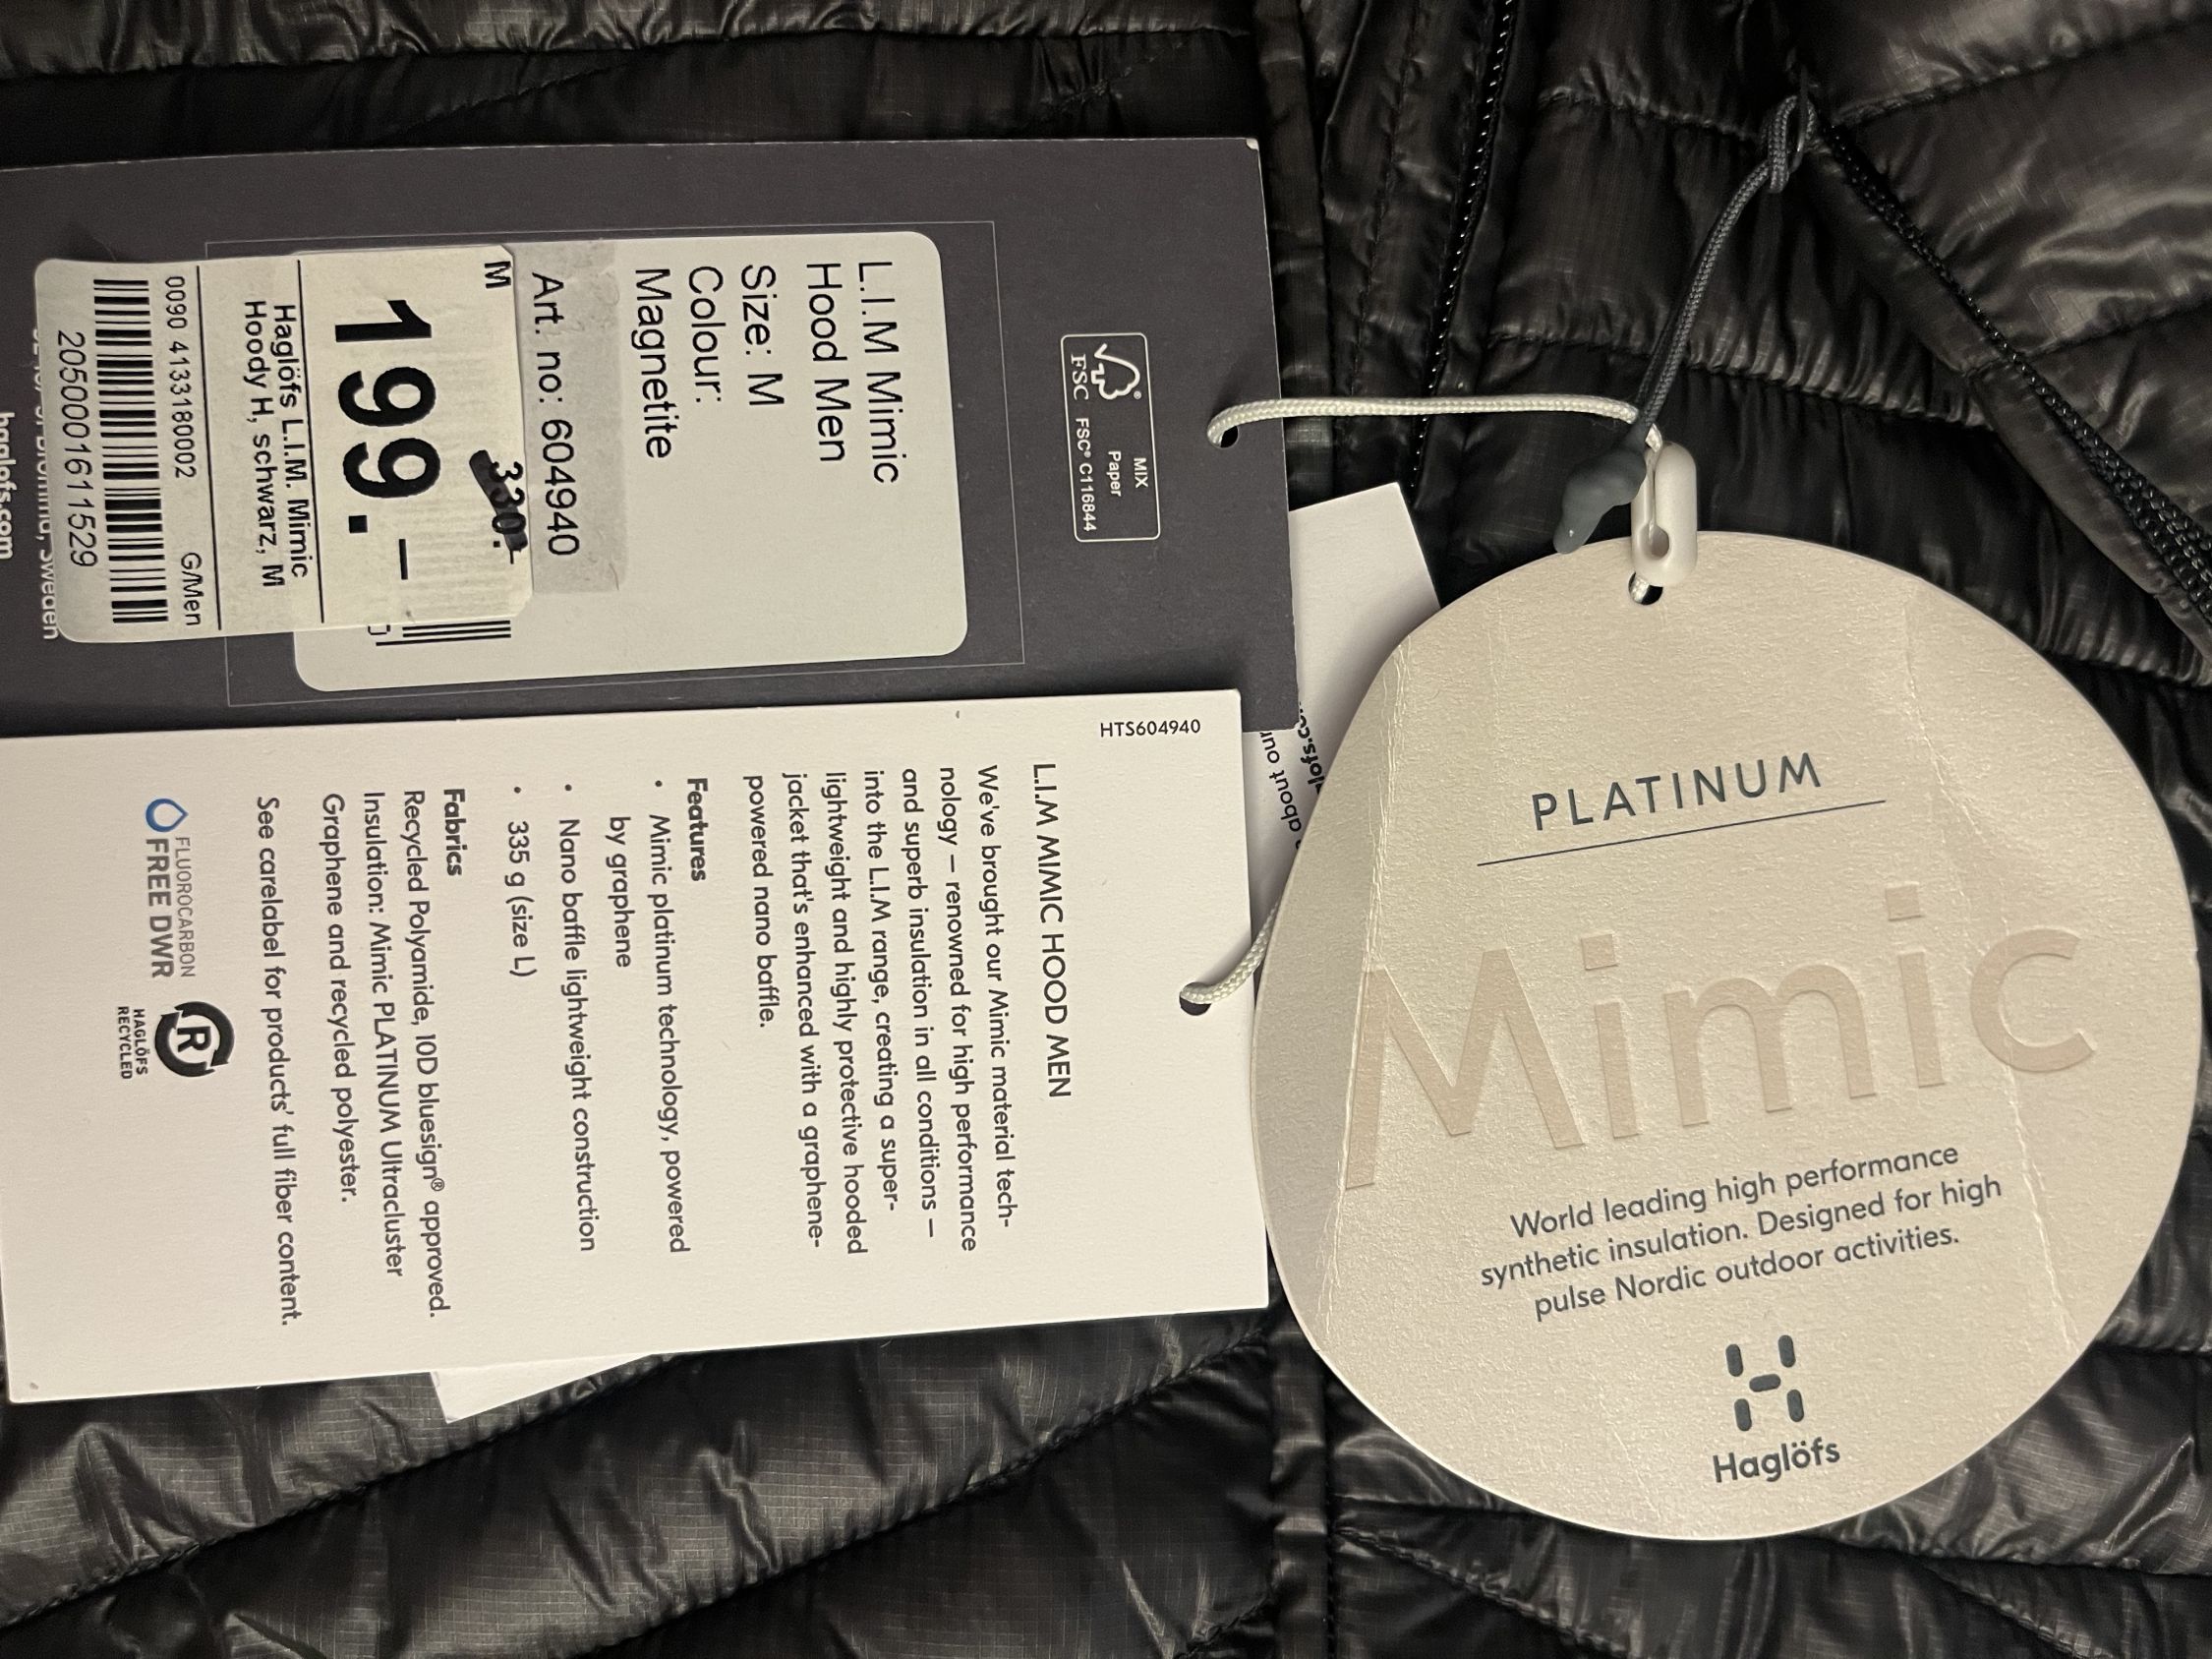 MIX
Paper
FSC
FSC® C116844
L.I.M Mimic
Hood Men
Size: M
Colour:
Magnetite
Art. no: 604940
M
330.-
199.-
Haglöfs L.I.M. Mimic
Hoody H, schwarz, M
0090 4133180002 G/Men
2050001611529
Sweden
haglofs.com
HTS604940
L.I.M MIMIC HOOD MEN
We've brought our Mimic material tech-
nology – renowned for high performance
and superb insulation in all conditions –
into the L.I.M range, creating a super-
lightweight and highly protective hooded
jacket that's enhanced with a graphene-
powered nano baffle.
Features
• Mimic platinum technology, powered
by graphene
• Nano baffle lightweight construction
• 335 g (size L)
Fabrics
Recycled Polyamide, 10D bluesign® approved.
Insulation: Mimic PLATINUM Ultracluster
Graphene and recycled polyester.
See carelabel for products' full fiber content.
FLUOROCARBON
FREE DWR
R
HAGLÖFS
RECYCLED
about our
PLATINUM
Mimic
World leading high performance
synthetic insulation. Designed for high
pulse Nordic outdoor activities.
Haglöfs